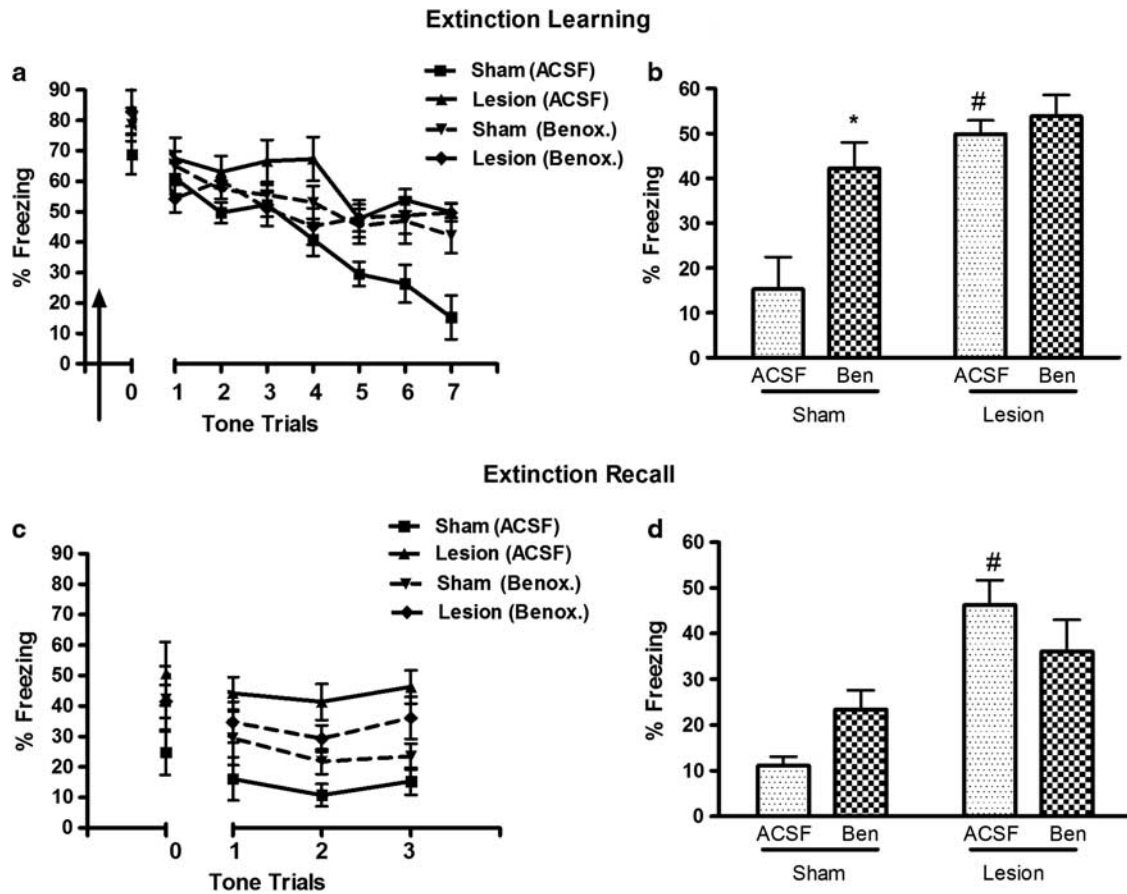 Extinction Learning
a
Sham (ACSF)
Lesion (ACSF)
Sham (Benox.)
Lesion (Benox.)
90
80
70
60
50
40
30
20
10
0
% Freezing
0 1 2 3 4 5 6 7
Tone Trials
b
60
50
40
30
20
10
0
% Freezing
*
#
ACSF Ben ACSF Ben
Sham Lesion
Extinction Recall
c
Sham (ACSF)
Lesion (ACSF)
Sham (Benox.)
Lesion (Benox.)
90
80
70
60
50
40
30
20
10
0
% Freezing
0 1 2 3
Tone Trials
d
60
50
40
30
20
10
0
% Freezing
#
ACSF Ben ACSF Ben
Sham Lesion